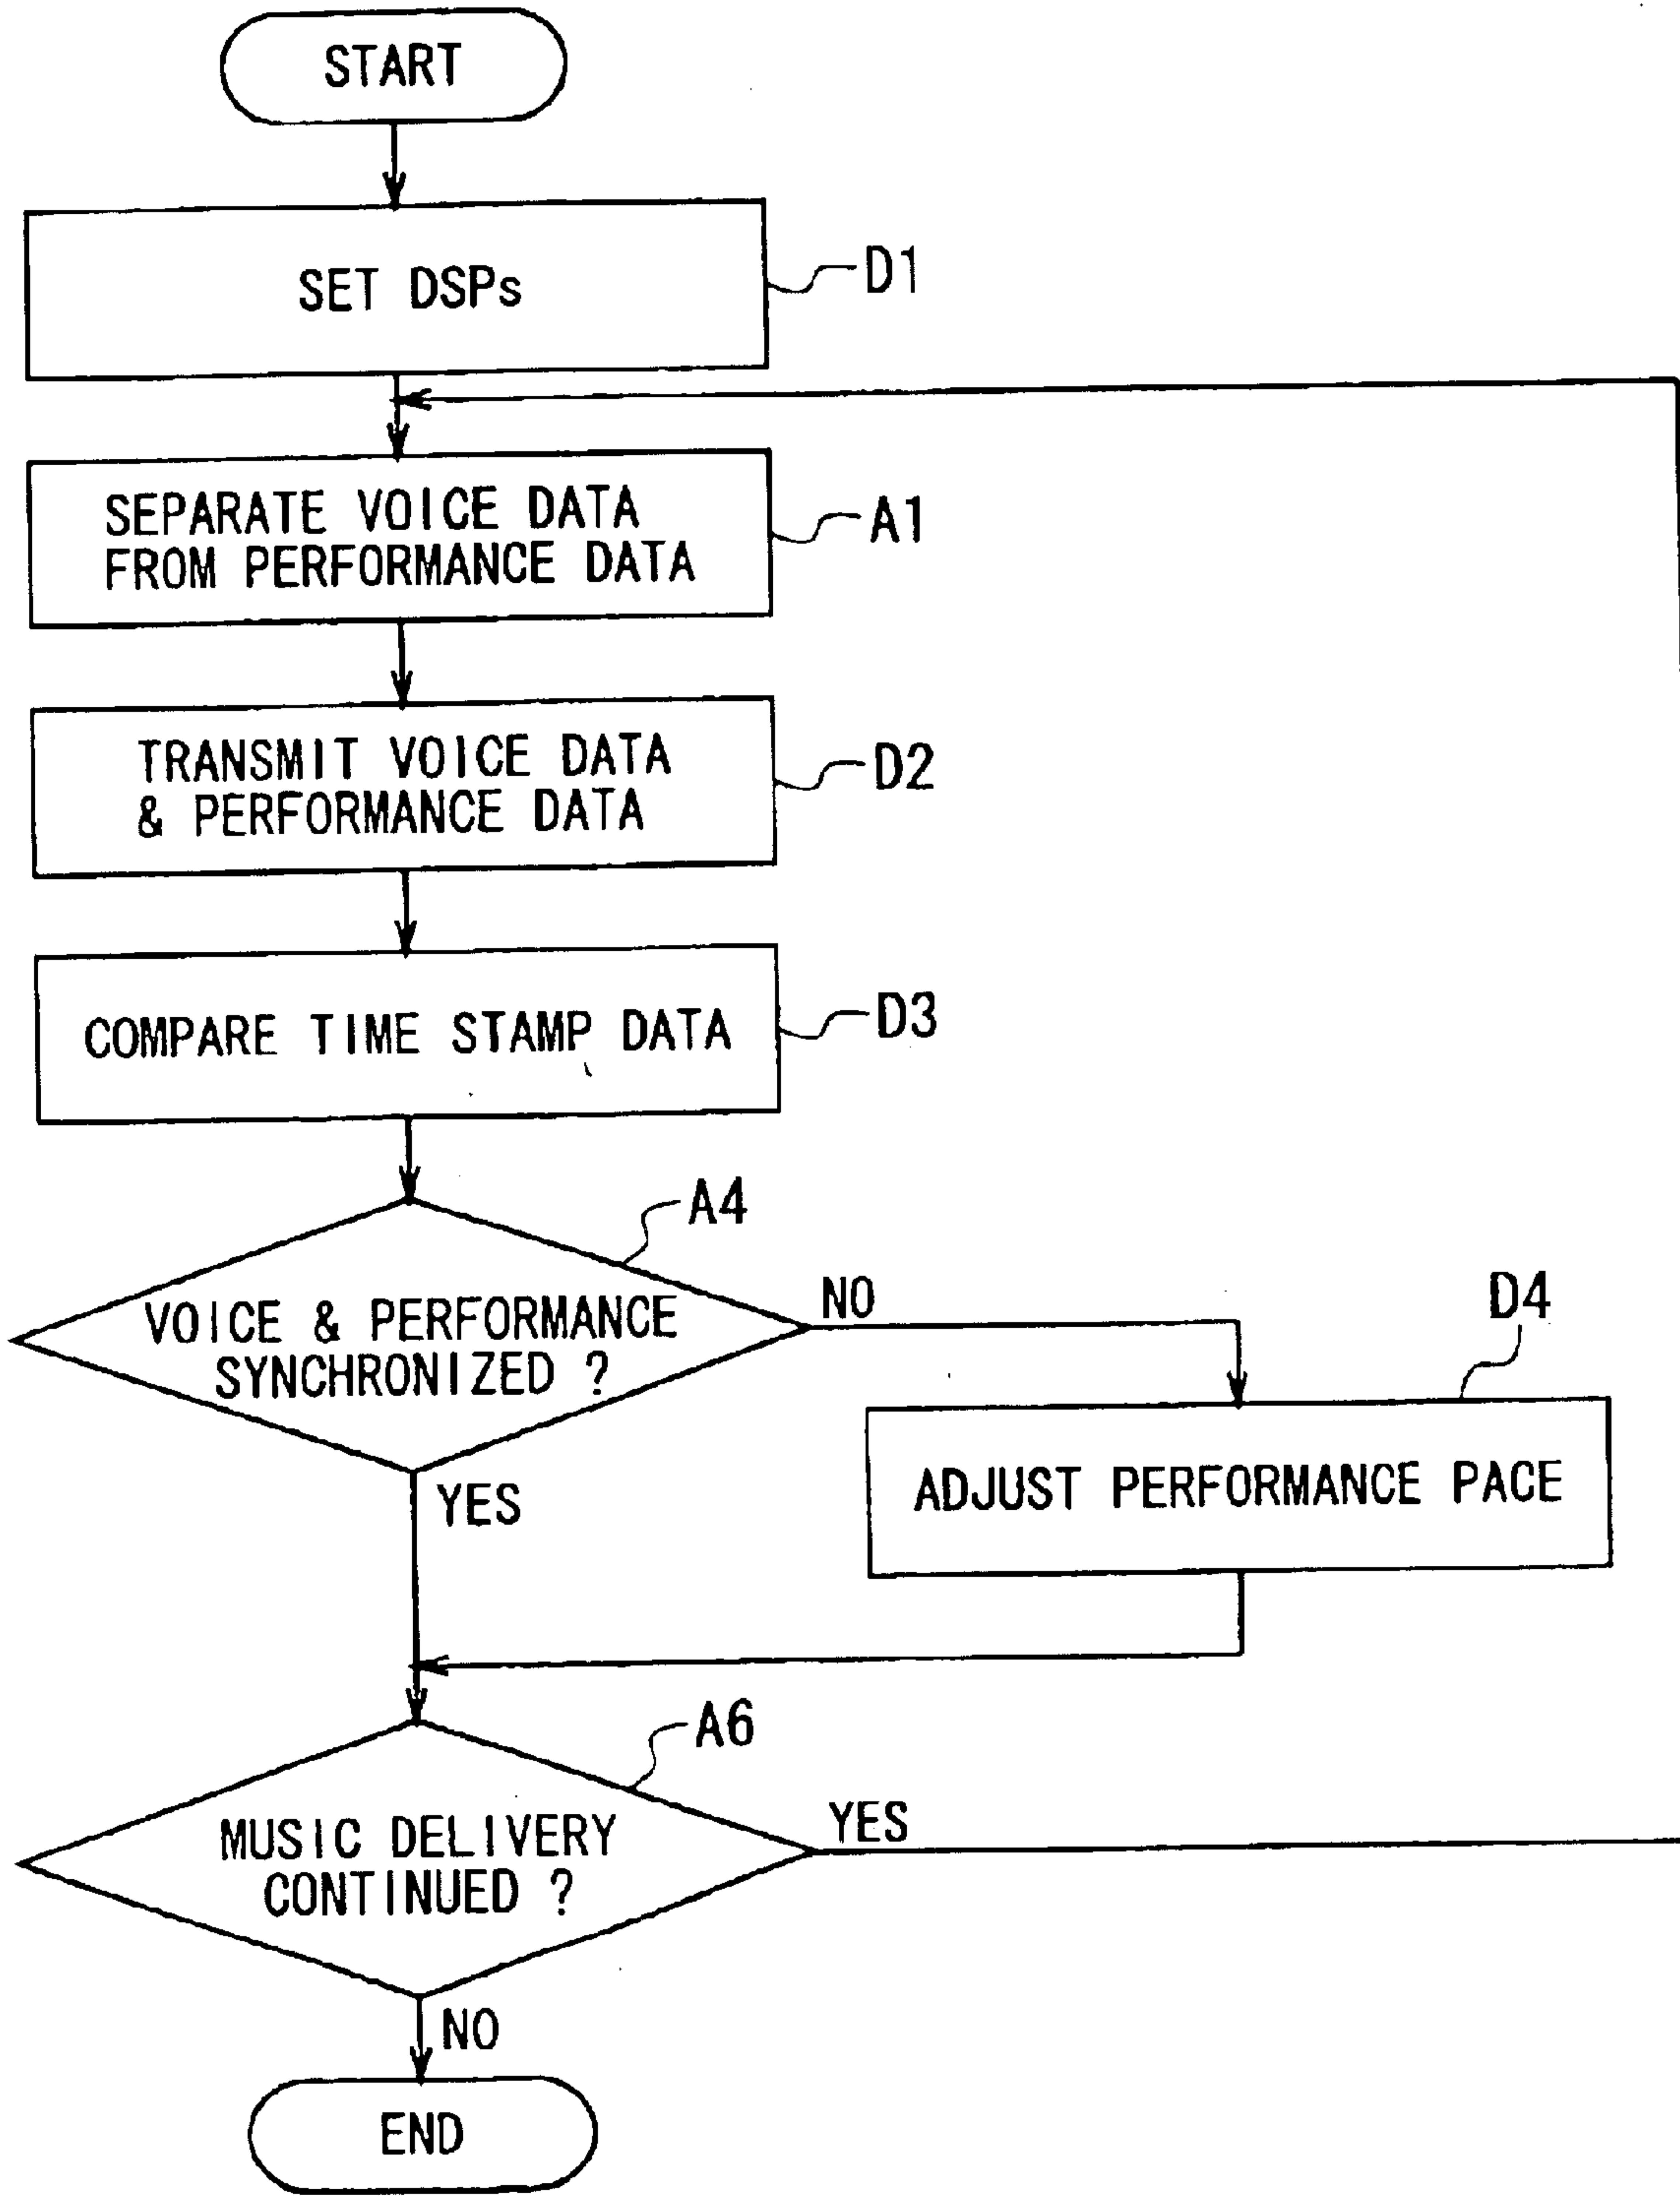 START
SET DSPs
D1
SEPARATE VOICE DATA
FROM PERFORMANCE DATA
A1
TRANSMIT VOICE DATA
& PERFORMANCE DATA
D2
COMPARE TIME STAMP DATA
D3
A4
VOICE & PERFORMANCE
SYNCHRONIZED ?
NO
D4
ADJUST PERFORMANCE PACE
YES
A6
MUSIC DELIVERY
CONTINUED ?
YES
NO
END